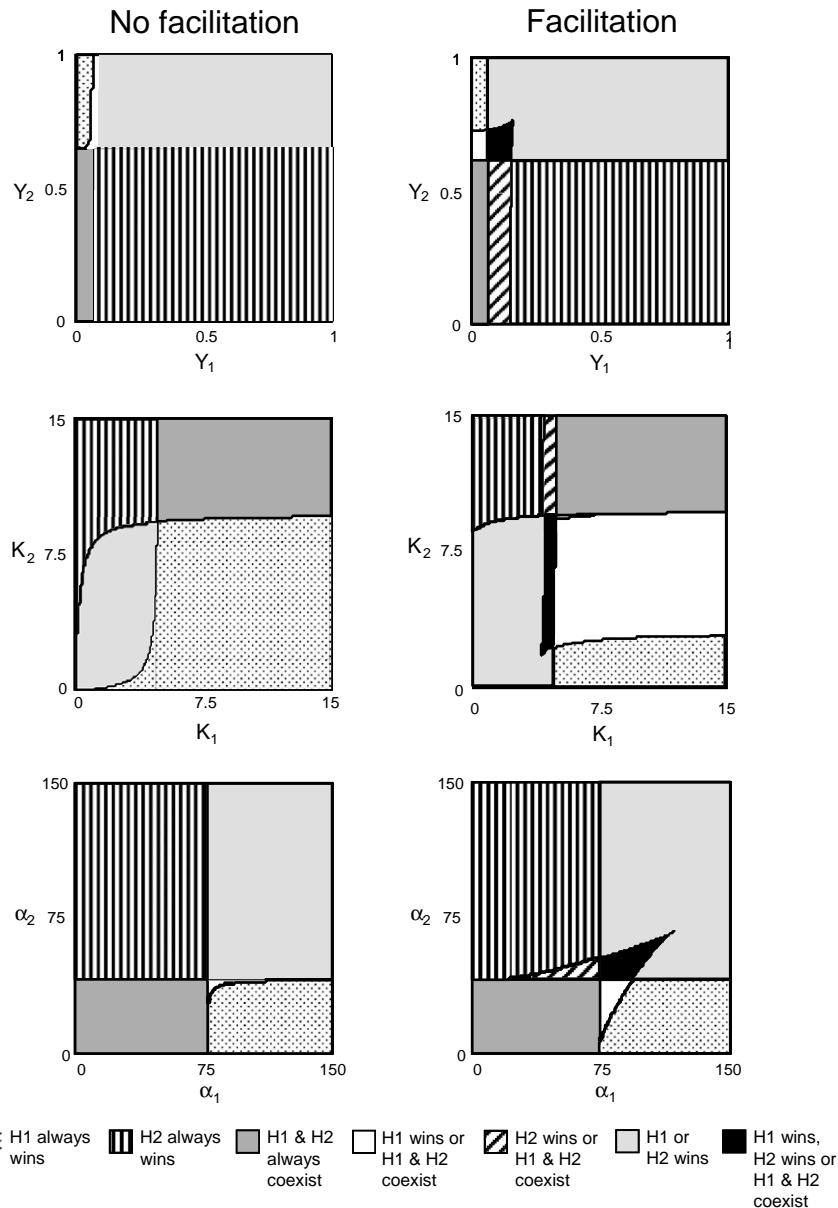 No facilitation
Facilitation
1
Y2
0.5
0
0
0.5
1
Y1
1
Y2
0.5
0
0
0.5
1
1
Y1
15
K2
7.5
0
0
7.5
15
K1
15
K2
7.5
0
0
7.5
15
K1
150
α2
75
0
0
75
150
α1
150
α2
75
0
0
75
150
α1
H1 always
wins
H2 always
wins
H1 & H2
always
coexist
H1 wins or
H1 & H2
coexist
H2 wins or
H1 & H2
coexist
H1 or
H2 wins
H1 wins,
H2 wins or
H1 & H2
coexist